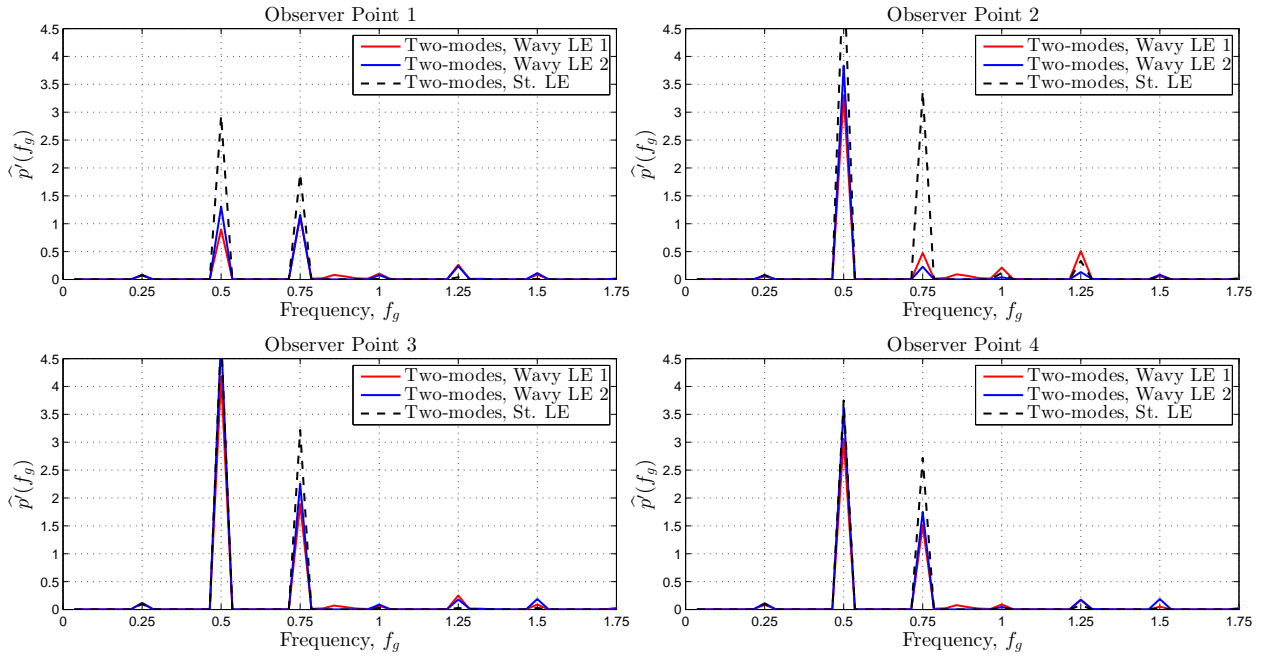 Observer Point 1
4.5
4
3.5
3
2.5
2
1.5
1
0.5
0
p̂′(f_g)
Two-modes, Wavy LE 1
Two-modes, Wavy LE 2
Two-modes, St. LE
0 0.25 0.5 0.75 1 1.25 1.5 1.75
Frequency, f_g
Observer Point 2
4.5
4
3.5
3
2.5
2
1.5
1
0.5
0
p̂′(f_g)
Two-modes, Wavy LE 1
Two-modes, Wavy LE 2
Two-modes, St. LE
0 0.25 0.5 0.75 1 1.25 1.5 1.75
Frequency, f_g
Observer Point 3
4.5
4
3.5
3
2.5
2
1.5
1
0.5
0
p̂′(f_g)
Two-modes, Wavy LE 1
Two-modes, Wavy LE 2
Two-modes, St. LE
0 0.25 0.5 0.75 1 1.25 1.5 1.75
Frequency, f_g
Observer Point 4
4.5
4
3.5
3
2.5
2
1.5
1
0.5
0
p̂′(f_g)
Two-modes, Wavy LE 1
Two-modes, Wavy LE 2
Two-modes, St. LE
0 0.25 0.5 0.75 1 1.25 1.5 1.75
Frequency, f_g